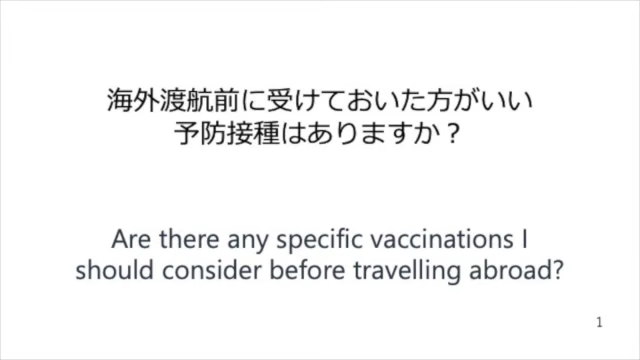 海外渡航前に受けておいた方がいい
予防接種はありますか？
Are there any specific vaccinations I
should consider before travelling abroad?
1